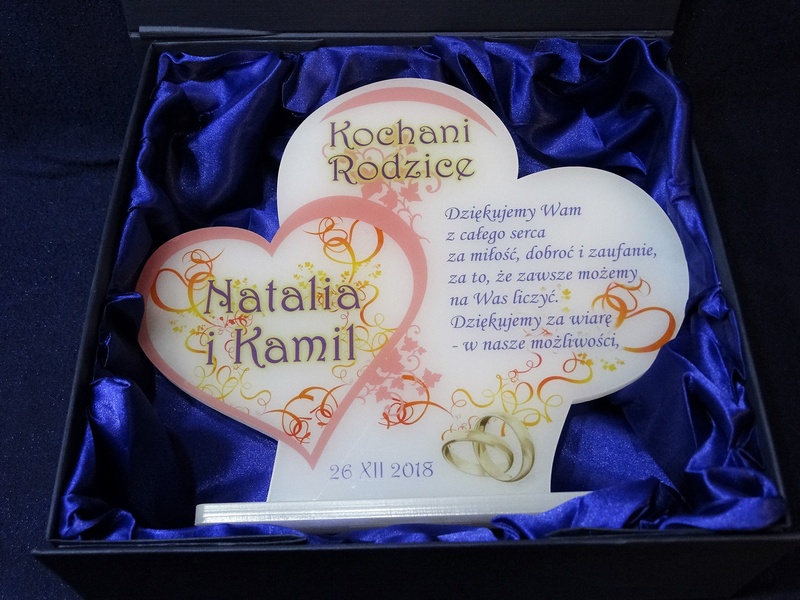 Kochani
Rodzice
Natalia
i Kamil
Dziękujemy Wam
z całego serca
za miłość, dobroć i zaufanie,
za to, że zawsze możemy
na Was liczyć.
Dziękujemy za wiarę
- w nasze możliwości,
26 XII 2018